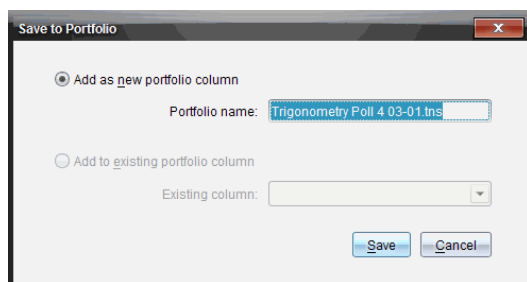 Save to Portfolio
x
Add as new portfolio column
Portfolio name: Trigonometry Poll 4 03-01.tns
Add to existing portfolio column
Existing column:
Save Cancel